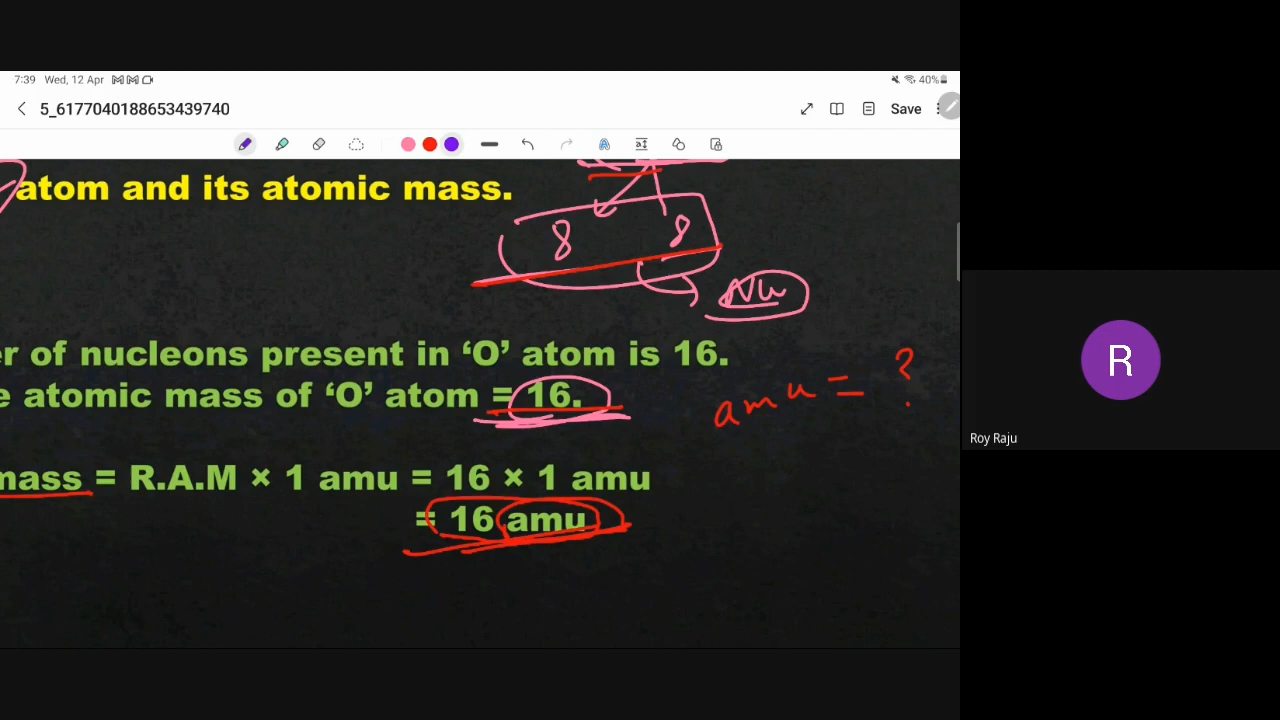 7:39 Wed, 12 Apr
40%
5_6177040188653439740
Save
atom and its atomic mass.
8 8
Nu
er of nucleons present in ‘O’ atom is 16.
e atomic mass of ‘O’ atom = 16.
amu = ?
mass = R.A.M × 1 amu = 16 × 1 amu
= 16 amu
R
Roy Raju